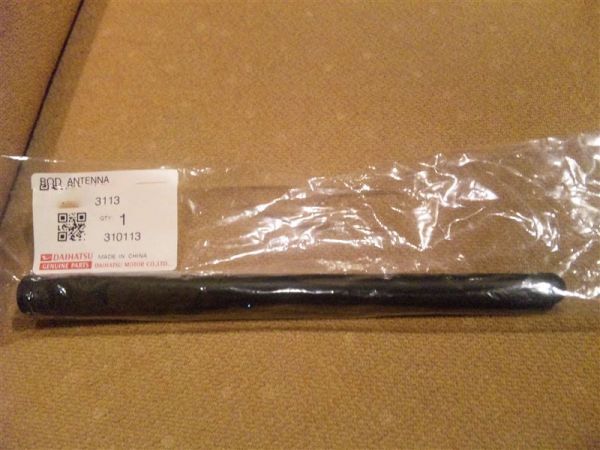 ROD ANTENNA
3113
QTY: 1
310113
DAIHATSU MADE IN CHINA
GENUINE PARTS DAIHATSU MOTOR CO.,LTD.